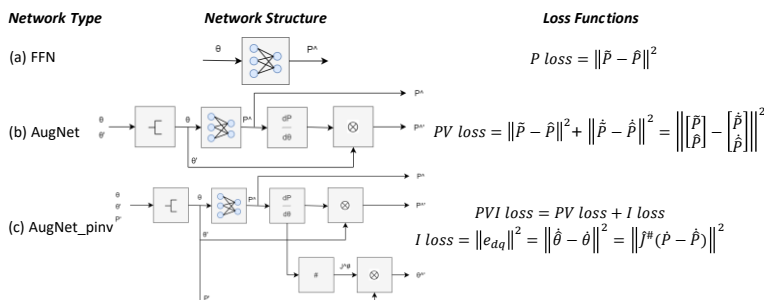 Network Type Network Structure Loss Functions
(a) FFN
θ P^
P loss = ‖P̃ − P̂‖²
P^
(b) AugNet
θ
θ'
θ P^ dP/dθ ⊗ P^'
θ'
PV loss = ‖P̃ − P̂‖² + ‖P̃̇ − P̂̇‖² = ‖[P̃ P̂] − [P̃̇ P̂̇]‖²
P^
(c) AugNet_pinv
θ
θ'
P'
θ P^ dP/dθ ⊗ P^'
θ'
PVI loss = PV loss + I loss
I loss = ‖e_dq‖² = ‖θ̂̇ − θ̇‖² = ‖Ĵ^#(Ṗ − P̂̇)‖²
# J^# ⊗ θ^'
P'